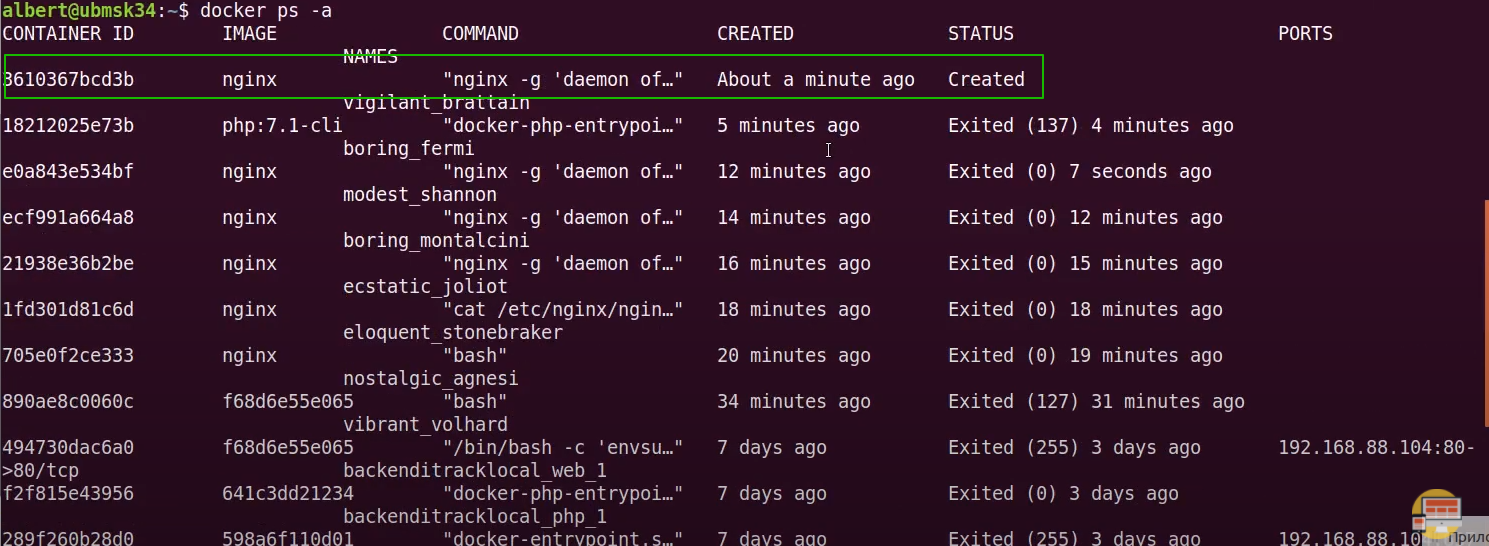 albert@ubmsk34:~$ docker ps -a
CONTAINER ID IMAGE COMMAND CREATED STATUS PORTS
NAMES
3610367bcd3b nginx "nginx -g 'daemon of…" About a minute ago Created
vigilant_brattain
18212025e73b php:7.1-cli "docker-php-entrypoi…" 5 minutes ago Exited (137) 4 minutes ago
boring_fermi
e0a843e534bf nginx "nginx -g 'daemon of…" 12 minutes ago Exited (0) 7 seconds ago
modest_shannon
ecf991a664a8 nginx "nginx -g 'daemon of…" 14 minutes ago Exited (0) 12 minutes ago
boring_montalcini
21938e36b2be nginx "nginx -g 'daemon of…" 16 minutes ago Exited (0) 15 minutes ago
ecstatic_joliot
1fd301d81c6d nginx "cat /etc/nginx/ngin…" 18 minutes ago Exited (0) 18 minutes ago
eloquent_stonebraker
705e0f2ce333 nginx "bash" 20 minutes ago Exited (0) 19 minutes ago
nostalgic_agnesi
890ae8c0060c f68d6e55e065 "bash" 34 minutes ago Exited (127) 31 minutes ago
vibrant_volhard
494730dac6a0 f68d6e55e065 "/bin/bash -c 'envsu…" 7 days ago Exited (255) 3 days ago 192.168.88.104:80-
>80/tcp backenditracklocal_web_1
f2f815e43956 641c3dd21234 "docker-php-entrypoi…" 7 days ago Exited (0) 3 days ago
backenditracklocal_php_1
289f260b28d0 598a6f110d01 "docker-entrypoint.s…" 7 days ago Exited (255) 3 days ago